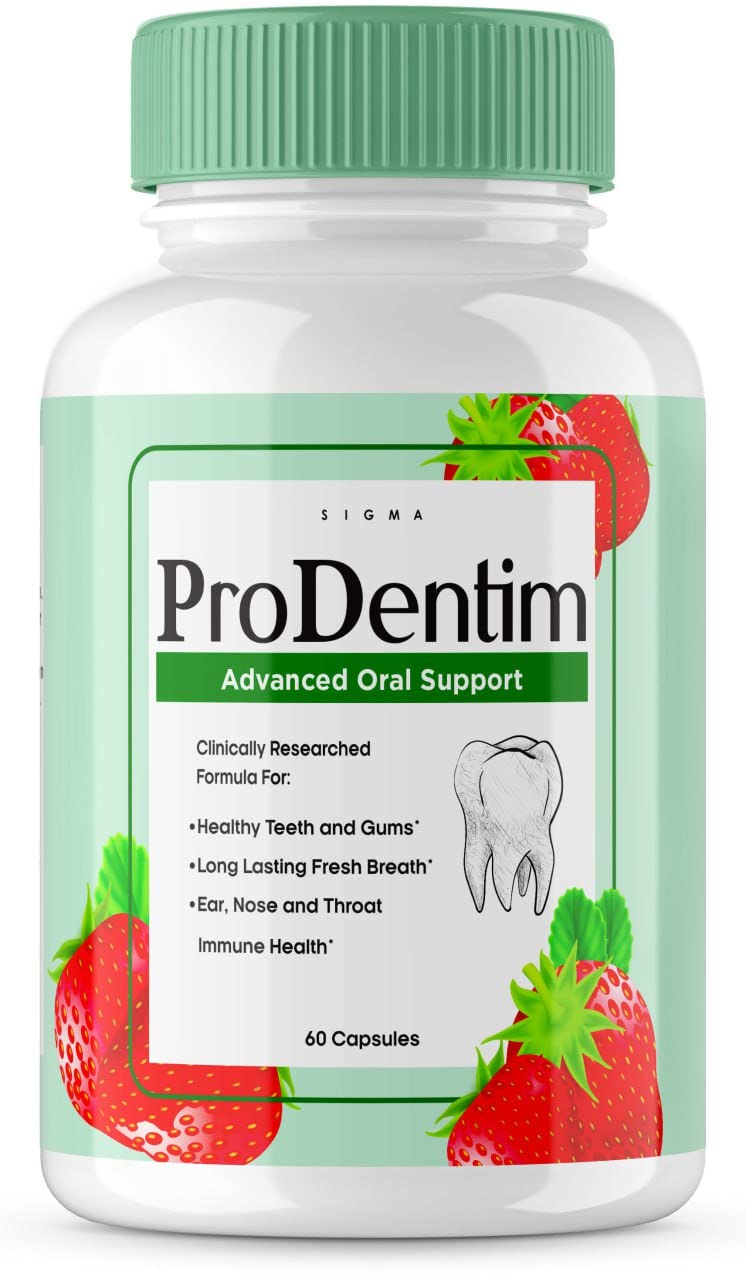 SIGMA
ProDentim
Advanced Oral Support
Clinically Researched
Formula For:
•Healthy Teeth and Gums*
•Long Lasting Fresh Breath*
•Ear, Nose and Throat
Immune Health*
60 Capsules